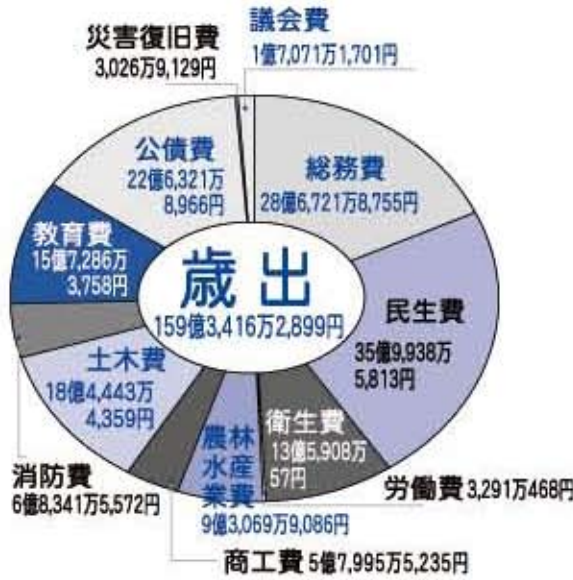 災害復旧費
3,026万9,129円
議会費
1億7,071万1,701円
公債費
22億6,321万
8,966円
総務費
28億6,721万8,755円
教育費
15億7,286万
3,758円
歳出
159億3,416万2,899円
民生費
35億9,938万
5,813円
土木費
18億4,443万
4,359円
農林
水産
業費
9億3,069万9,086円
衛生費
13億5,908万
57円
消防費
6億8,341万5,572円
労働費 3,291万468円
商工費 5億7,995万5,235円